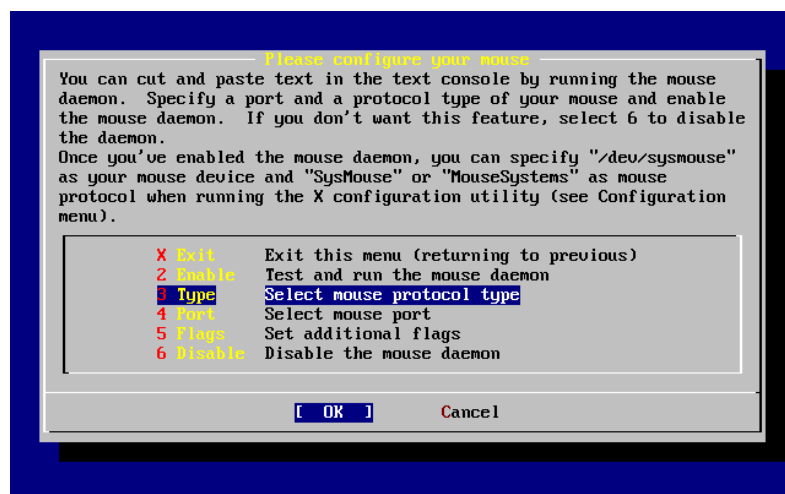 Please configure your mouse
You can cut and paste text in the text console by running the mouse
daemon.  Specify a port and a protocol type of your mouse and enable
the mouse daemon.  If you don't want this feature, select 6 to disable
the daemon.
Once you've enabled the mouse daemon, you can specify "/dev/sysmouse"
as your mouse device and "SysMouse" or "MouseSystems" as mouse
protocol when running the X configuration utility (see Configuration
menu).
X Exit     Exit this menu (returning to previous)
2 Enable   Test and run the mouse daemon
3 Type     Select mouse protocol type
4 Port     Select mouse port
5 Flags    Set additional flags
6 Disable  Disable the mouse daemon
[  OK  ]       Cancel